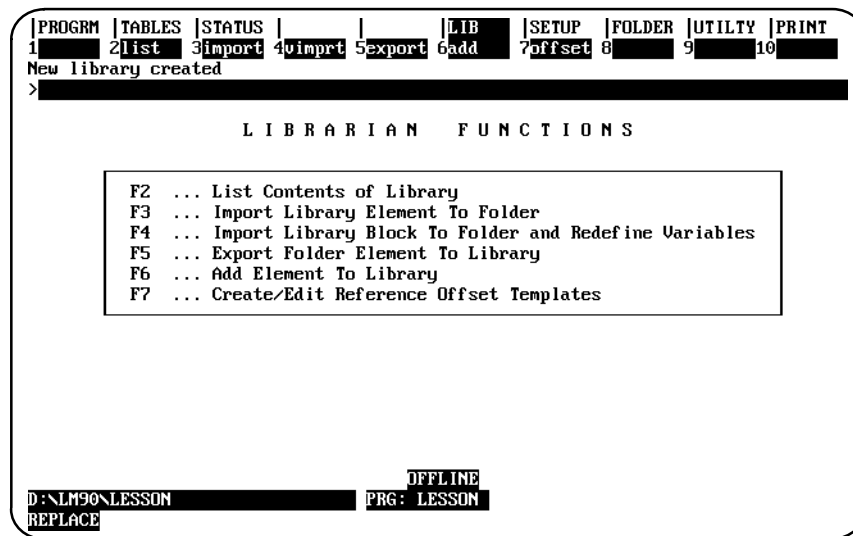 |PROGRM |TABLES |STATUS | | |LIB |SETUP |FOLDER |UTILTY |PRINT
1 2list 3import 4vimprt 5export 6add 7offset 8 9 10
New library created
>
L I B R A R I A N F U N C T I O N S
F2 ... List Contents of Library
F3 ... Import Library Element To Folder
F4 ... Import Library Block To Folder and Redefine Variables
F5 ... Export Folder Element To Library
F6 ... Add Element To Library
F7 ... Create/Edit Reference Offset Templates
OFFLINE
D:\LM90\LESSON PRG: LESSON
REPLACE